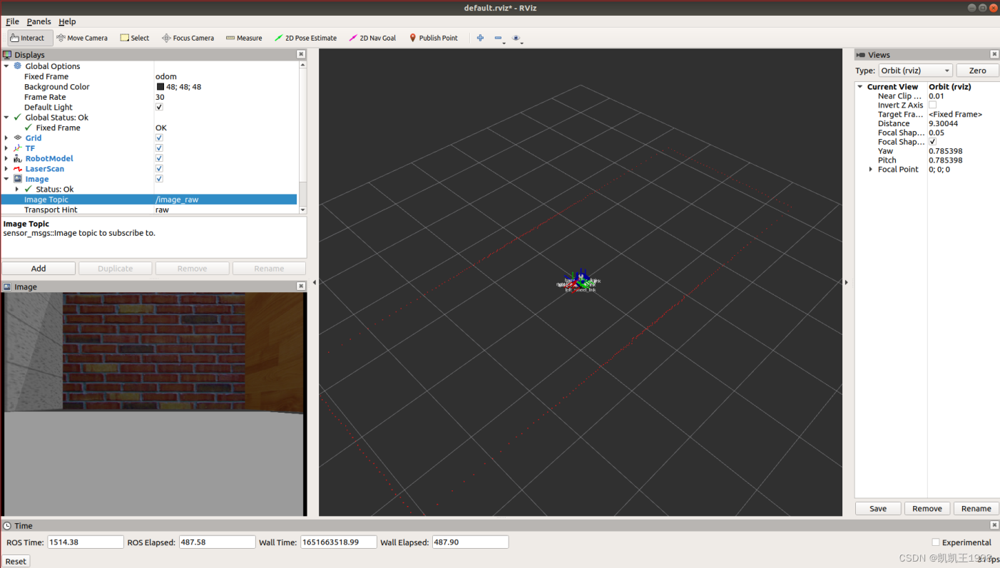 default.rviz* - RViz
File Panels Help
Interact Move Camera Select Focus Camera Measure 2D Pose Estimate 2D Nav Goal Publish Point
Displays
Global Options
Fixed Frame odom
Background Color 48; 48; 48
Frame Rate 30
Default Light
Global Status: Ok
Fixed Frame OK
Grid
TF
RobotModel
LaserScan
Image
Status: Ok
Image Topic /image_raw
Transport Hint raw
Image Topic
sensor_msgs::Image topic to subscribe to.
Add Duplicate Remove Rename
Image
left_wheel_link
Views
Type: Orbit (rviz) Zero
Current View Orbit (rviz)
Near Clip ... 0.01
Invert Z Axis
Target Fra... <Fixed Frame>
Distance 9.30044
Focal Shap... 0.05
Focal Shap...
Yaw 0.785398
Pitch 0.785398
Focal Point 0; 0; 0
Save Remove Rename
Time
ROS Time: 1514.38 ROS Elapsed: 487.58 Wall Time: 1651663518.99 Wall Elapsed: 487.90 Experimental
Reset
CSDN @凯凯王1998
fps